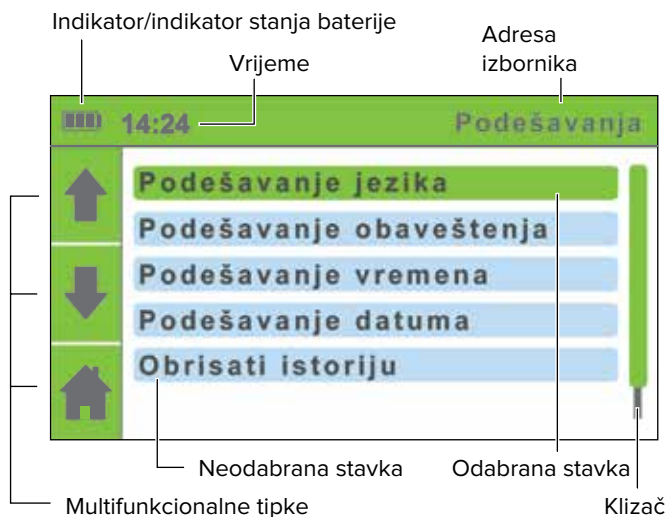 Indikator/indikator stanja baterije
Vrijeme
Adresa
izbornika
14:24
Podešavanja
Podešavanje jezika
Podešavanje obaveštenja
Podešavanje vremena
Podešavanje datuma
Obrisati istoriju
Neodabrana stavka
Odabrana stavka
Multifunkcionalne tipke
Klizač